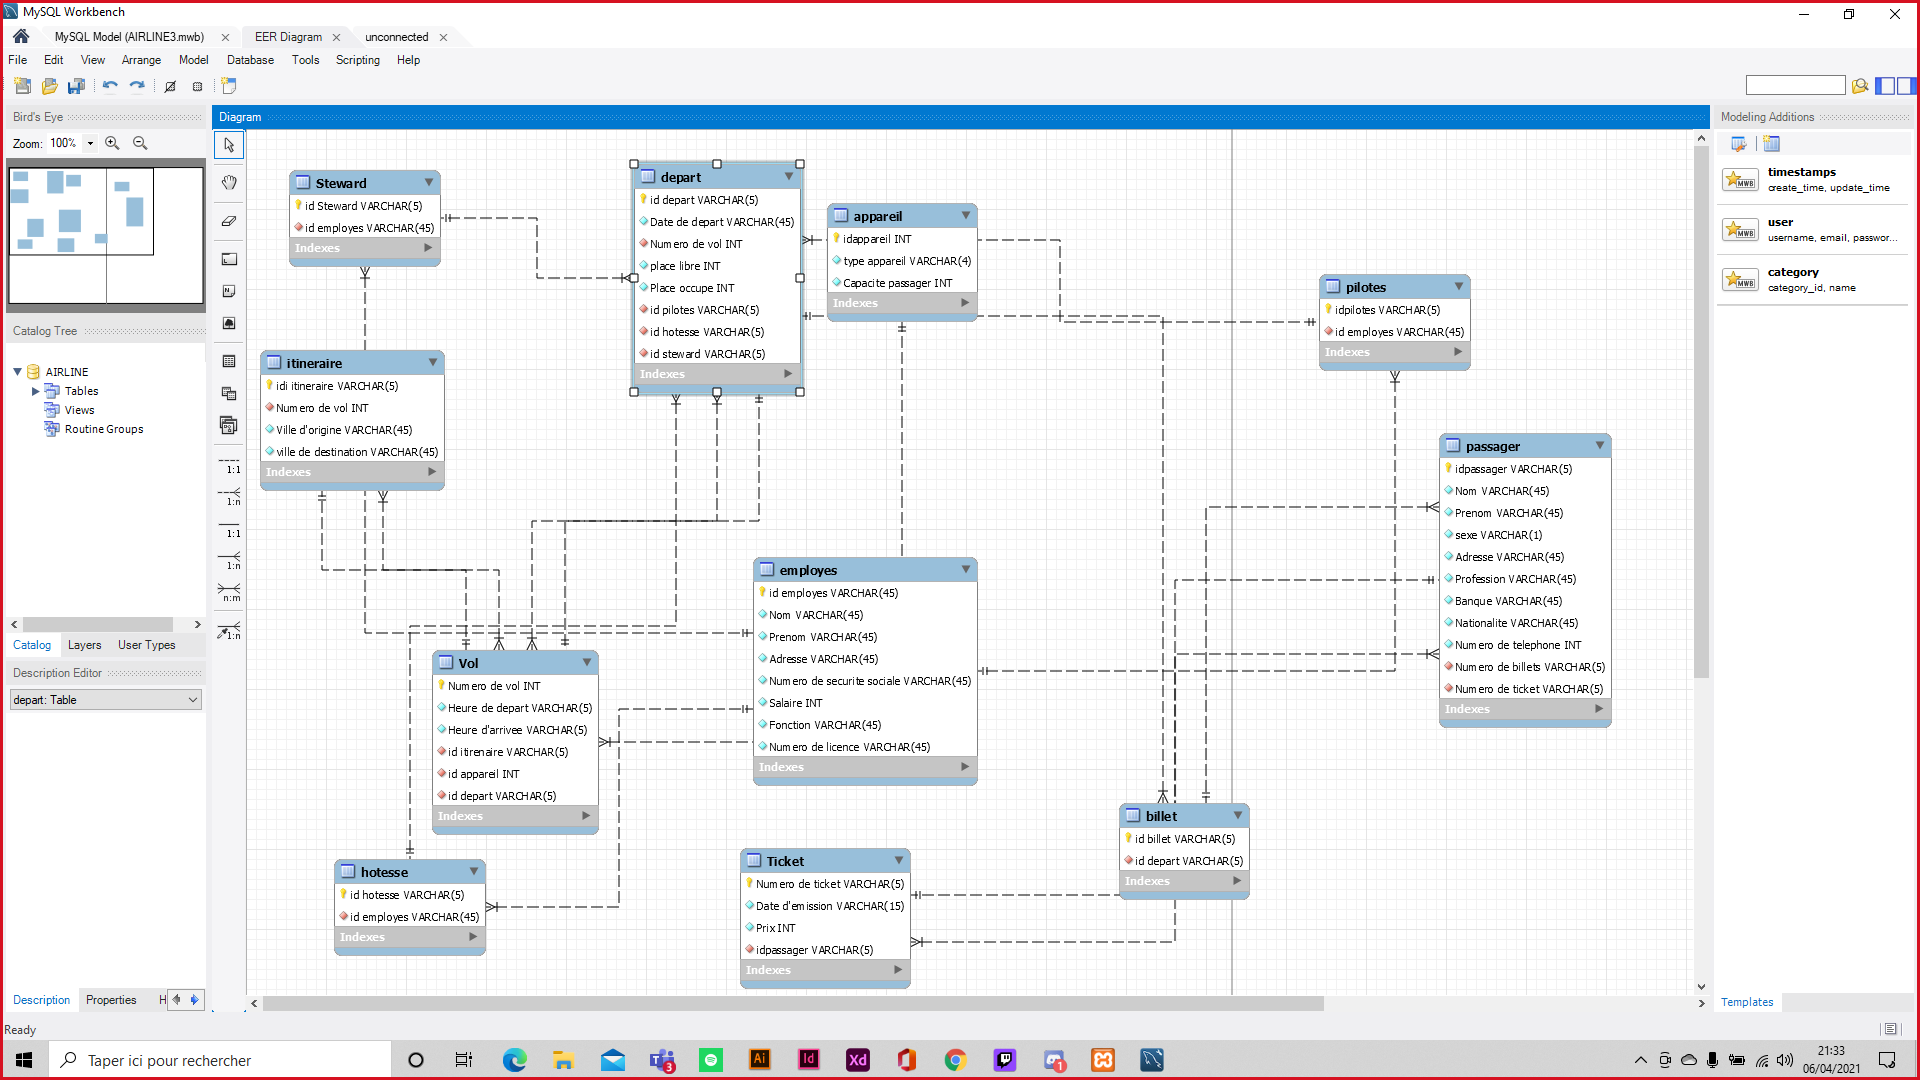 MySQL Workbench
MySQL Model (AIRLINE3.mwb)
EER Diagram
unconnected
File Edit View Arrange Model Database Tools Scripting Help
Bird's Eye
Zoom: 100%
Catalog Tree
AIRLINE
Tables
Views
Routine Groups
Catalog Layers User Types
Description Editor
depart: Table
Description Properties H
Ready
Diagram
1:1
1:n
1:1
1:n
n:m
1:n
Steward
id Steward VARCHAR(5)
id employes VARCHAR(45)
Indexes
depart
id depart VARCHAR(5)
Date de depart VARCHAR(45)
Numero de vol INT
place libre INT
Place occupe INT
id pilotes VARCHAR(5)
id hotesse VARCHAR(5)
id steward VARCHAR(5)
Indexes
appareil
idappareil INT
type appareil VARCHAR(4)
Capacite passager INT
Indexes
pilotes
idpilotes VARCHAR(5)
id employes VARCHAR(45)
Indexes
itineraire
idi itineraire VARCHAR(5)
Numero de vol INT
Ville d'origine VARCHAR(45)
ville de destination VARCHAR(45)
Indexes
passager
idpassager VARCHAR(5)
Nom VARCHAR(45)
Prenom VARCHAR(45)
sexe VARCHAR(1)
Adresse VARCHAR(45)
Profession VARCHAR(45)
Banque VARCHAR(45)
Nationalite VARCHAR(45)
Numero de telephone INT
Numero de billets VARCHAR(5)
Numero de ticket VARCHAR(5)
Indexes
employes
id employes VARCHAR(45)
Nom VARCHAR(45)
Prenom VARCHAR(45)
Adresse VARCHAR(45)
Numero de securite sociale VARCHAR(45)
Salaire INT
Fonction VARCHAR(45)
Numero de licence VARCHAR(45)
Indexes
Vol
Numero de vol INT
Heure de depart VARCHAR(5)
Heure d'arrivee VARCHAR(5)
id itirenaire VARCHAR(5)
id appareil INT
id depart VARCHAR(5)
Indexes
billet
id billet VARCHAR(5)
id depart VARCHAR(5)
Indexes
hotesse
id hotesse VARCHAR(5)
id employes VARCHAR(45)
Indexes
Ticket
Numero de ticket VARCHAR(5)
Date d'emission VARCHAR(15)
Prix INT
idpassager VARCHAR(5)
Indexes
Modeling Additions
MWB
timestamps
create_time, update_time
MWB
user
username, email, passwor...
MWB
category
category_id, name
Templates
Taper ici pour rechercher
3
Ai
Id
Xd
1
21:33
06/04/2021